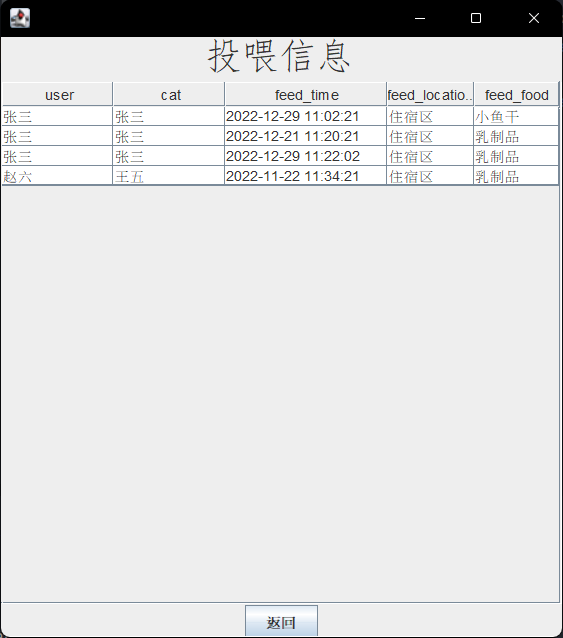 投喂信息
user cat feed_time feed_locatio... feed_food
张三 张三 2022-12-29 11:02:21 住宿区 小鱼干
张三 张三 2022-12-21 11:20:21 住宿区 乳制品
张三 张三 2022-12-29 11:22:02 住宿区 乳制品
赵六 王五 2022-11-22 11:34:21 住宿区 乳制品
返回